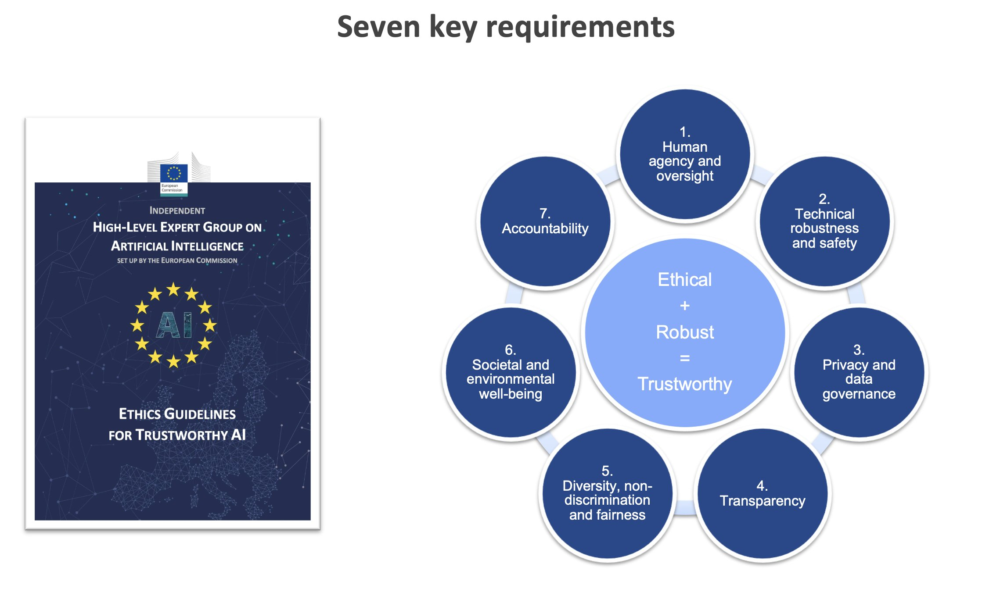 Seven key requirements
European
Commission
INDEPENDENT
HIGH-LEVEL EXPERT GROUP ON
ARTIFICIAL INTELLIGENCE
SET UP BY THE EUROPEAN COMMISSION
AI
ETHICS GUIDELINES
FOR TRUSTWORTHY AI
1.
Human
agency and
oversight
2.
Technical
robustness
and safety
3.
Privacy and
data
governance
4.
Transparency
5.
Diversity, non-
discrimination
and fairness
6.
Societal and
environmental
well-being
7.
Accountability
Ethical
+
Robust
=
Trustworthy